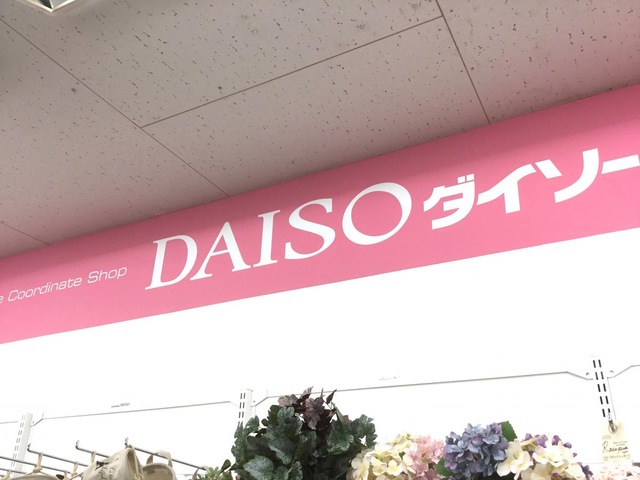 e Coordinate Shop DAISO ダイソー